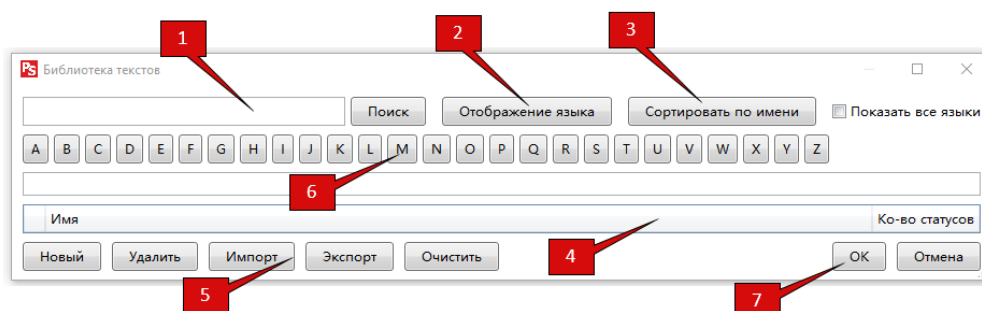 1 2 3
PS Библиотека текстов
Поиск Отображение языка Сортировать по имени Показать все языки
A B C D E F G H I J K L M N O P Q R S T U V W X Y Z
6
Имя Ко-во статусов
Новый Удалить Импорт Экспорт Очистить 4 OK Отмена
5 7